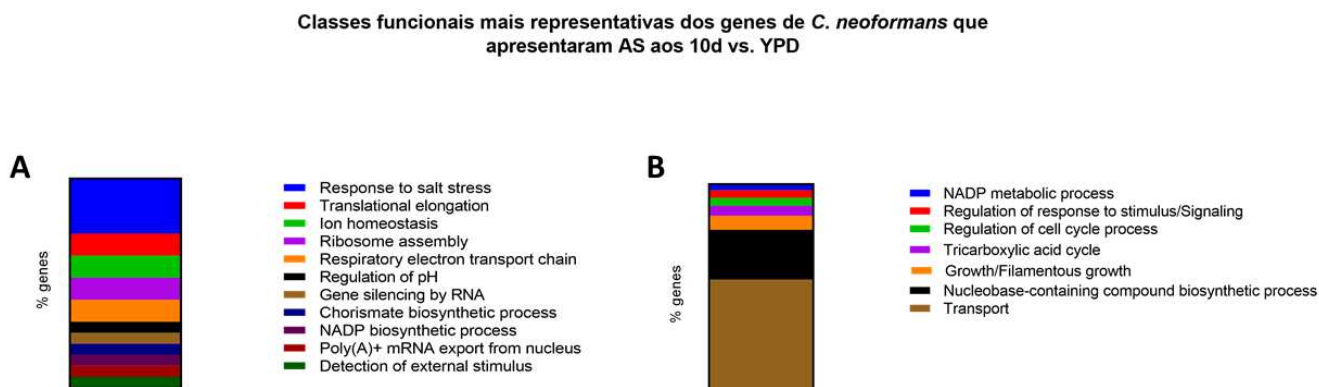 Classes funcionais mais representativas dos genes de C. neoformans que
apresentaram AS aos 10d vs. YPD
A
% genes
Response to salt stress
Translational elongation
Ion homeostasis
Ribosome assembly
Respiratory electron transport chain
Regulation of pH
Gene silencing by RNA
Chorismate biosynthetic process
NADP biosynthetic process
Poly(A)+ mRNA export from nucleus
Detection of external stimulus
B
% genes
NADP metabolic process
Regulation of response to stimulus/Signaling
Regulation of cell cycle process
Tricarboxylic acid cycle
Growth/Filamentous growth
Nucleobase-containing compound biosynthetic process
Transport